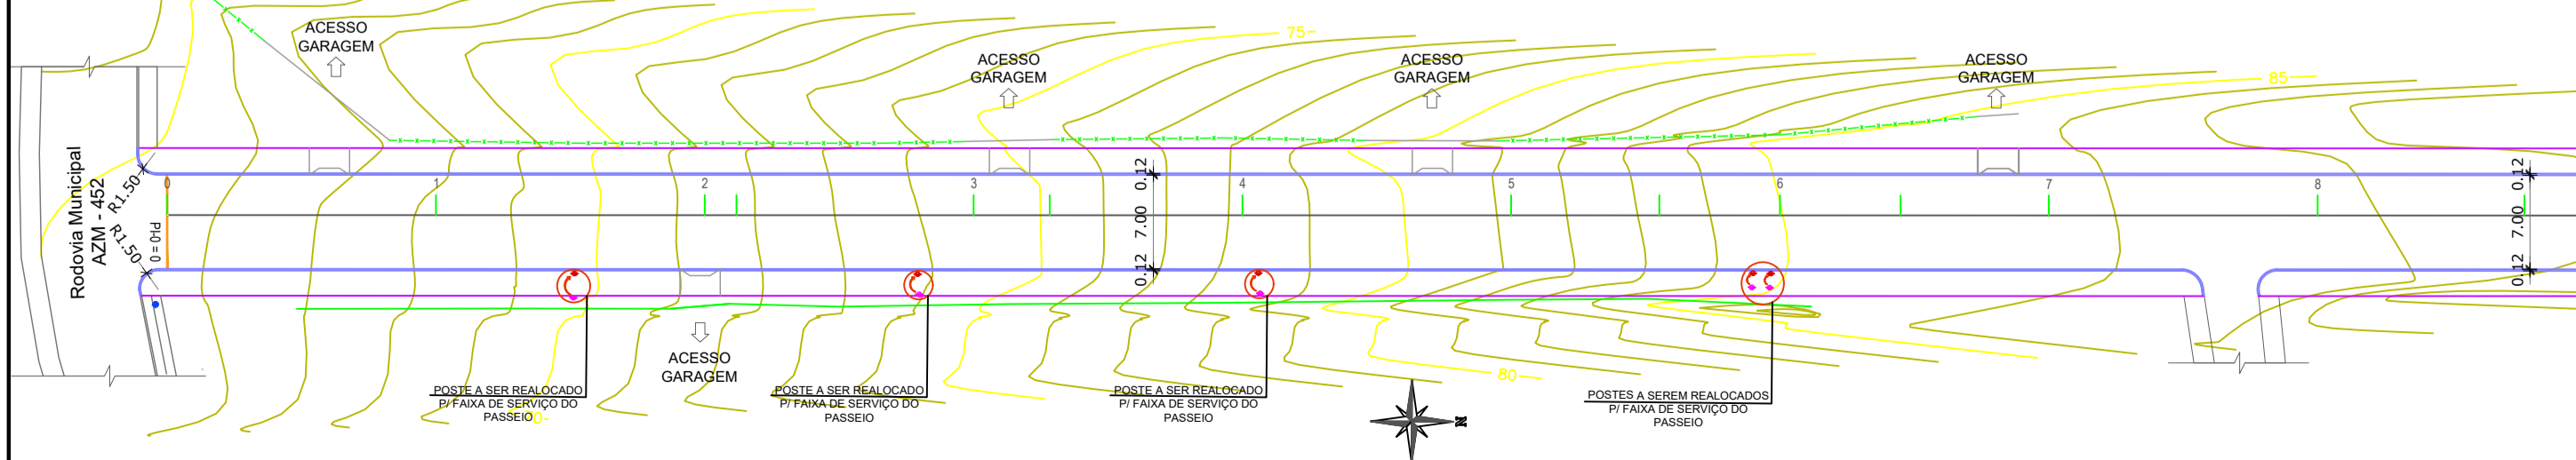 ACESSO
GARAGEM
ACESSO
GARAGEM
ACESSO
GARAGEM
ACESSO
GARAGEM
75
85
Rodovia Municipal
AZM - 452
R1.50
R1.50
0 = PI-0
0
1
2
3
4
5
6
7
8
0.12
7.00
0.12
0.12
7.00
0.12
ACESSO
GARAGEM
POSTE A SER REALOCADO
P/ FAIXA DE SERVIÇO DO
PASSEIO
POSTE A SER REALOCADO
P/ FAIXA DE SERVIÇO DO
PASSEIO
POSTE A SER REALOCADO
P/ FAIXA DE SERVIÇO DO
PASSEIO
POSTES A SEREM REALOCADOS
P/ FAIXA DE SERVIÇO DO
PASSEIO
80
N